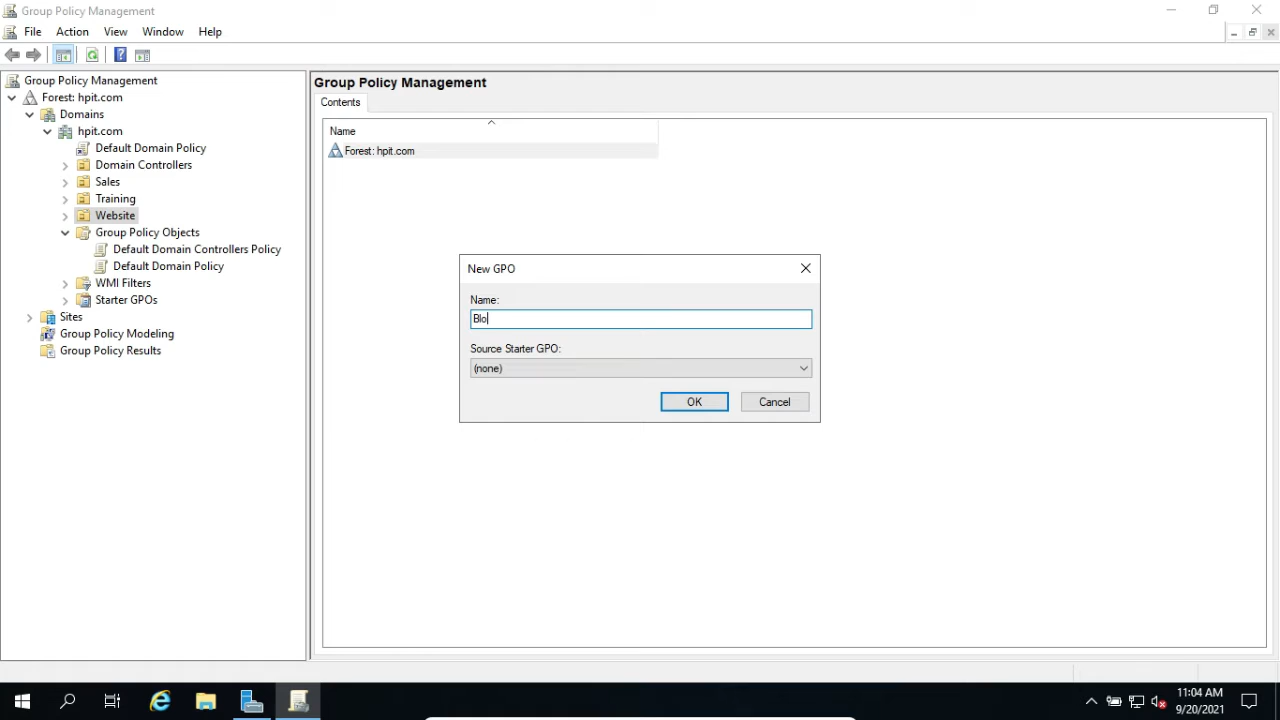 Group Policy Management
File Action View Window Help
Group Policy Management
Forest: hpit.com
Domains
hpit.com
Default Domain Policy
Domain Controllers
Sales
Training
Website
Group Policy Objects
Default Domain Controllers Policy
Default Domain Policy
WMI Filters
Starter GPOs
Sites
Group Policy Modeling
Group Policy Results
Group Policy Management
Contents
Name
Forest: hpit.com
New GPO
Name:
Blo
Source Starter GPO:
(none)
OK Cancel
11:04 AM
9/20/2021